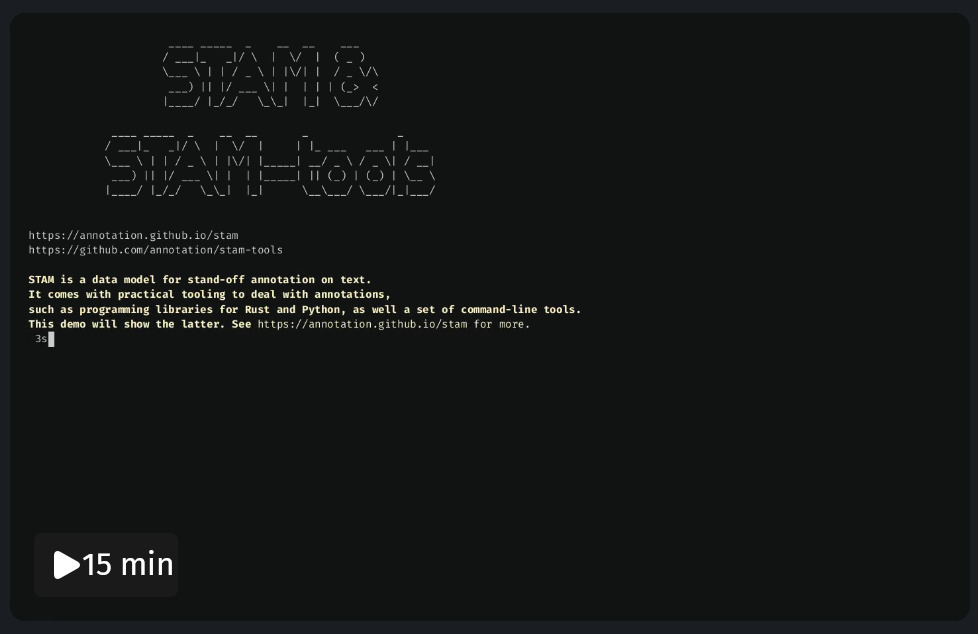 STAM &
STAM-tools
https://annotation.github.io/stam
https://github.com/annotation/stam-tools
STAM is a data model for stand-off annotation on text.
It comes with practical tooling to deal with annotations,
such as programming libraries for Rust and Python, as well a set of command-line tools.
This demo will show the latter. See https://annotation.github.io/stam for more.
3s
15 min